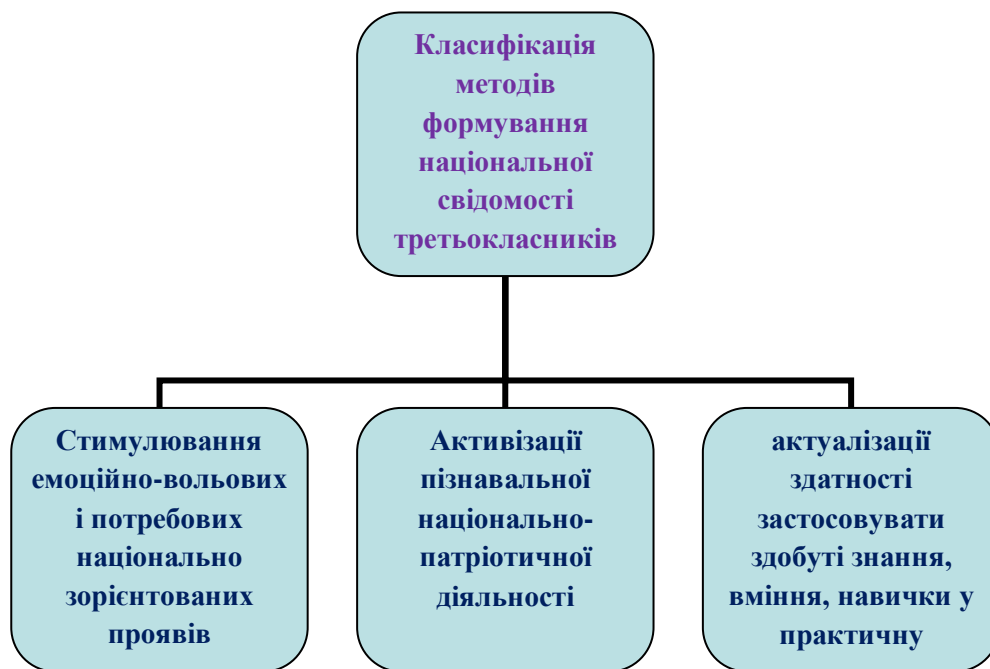 Класифікація
методів
формування
національної
свідомості
третьокласників
Стимулювання
емоційно-вольових
і потребових
національно
зорієнтованих
проявів
Активізації
пізнавальної
національно-
патріотичної
діяльності
актуалізації
здатності
застосовувати
здобуті знання,
вміння, навички у
практичну